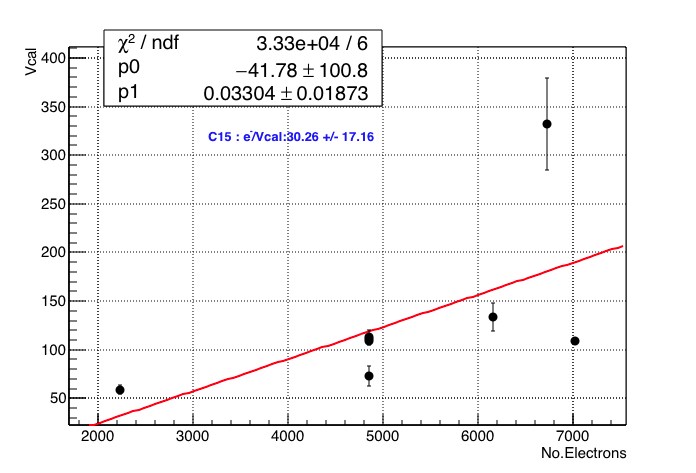 χ² / ndf 3.33e+04 / 6
p0 −41.78 ± 100.8
p1 0.03304 ± 0.01873
Vcal
C15 : e⁻/Vcal:30.26 +/- 17.16
400
350
300
250
200
150
100
50
2000 3000 4000 5000 6000 7000
No.Electrons